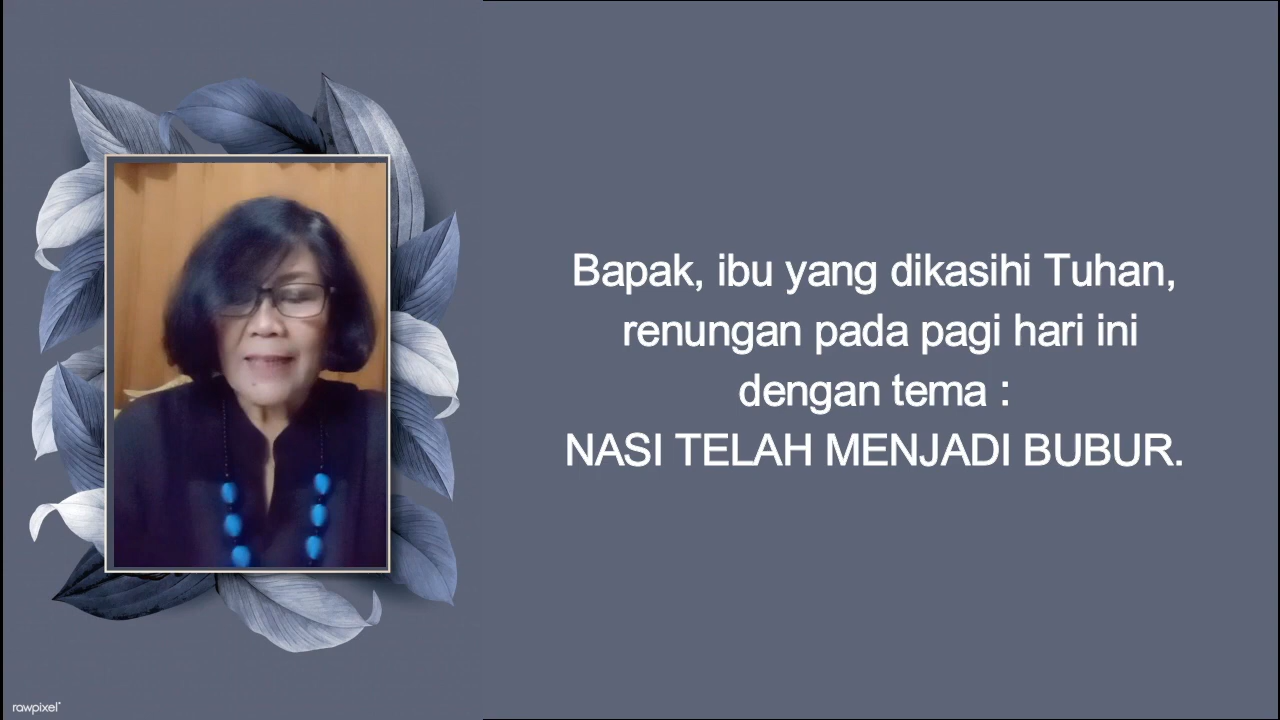 Bapak, ibu yang dikasihi Tuhan,
renungan pada pagi hari ini
dengan tema :
NASI TELAH MENJADI BUBUR.
rawpixel